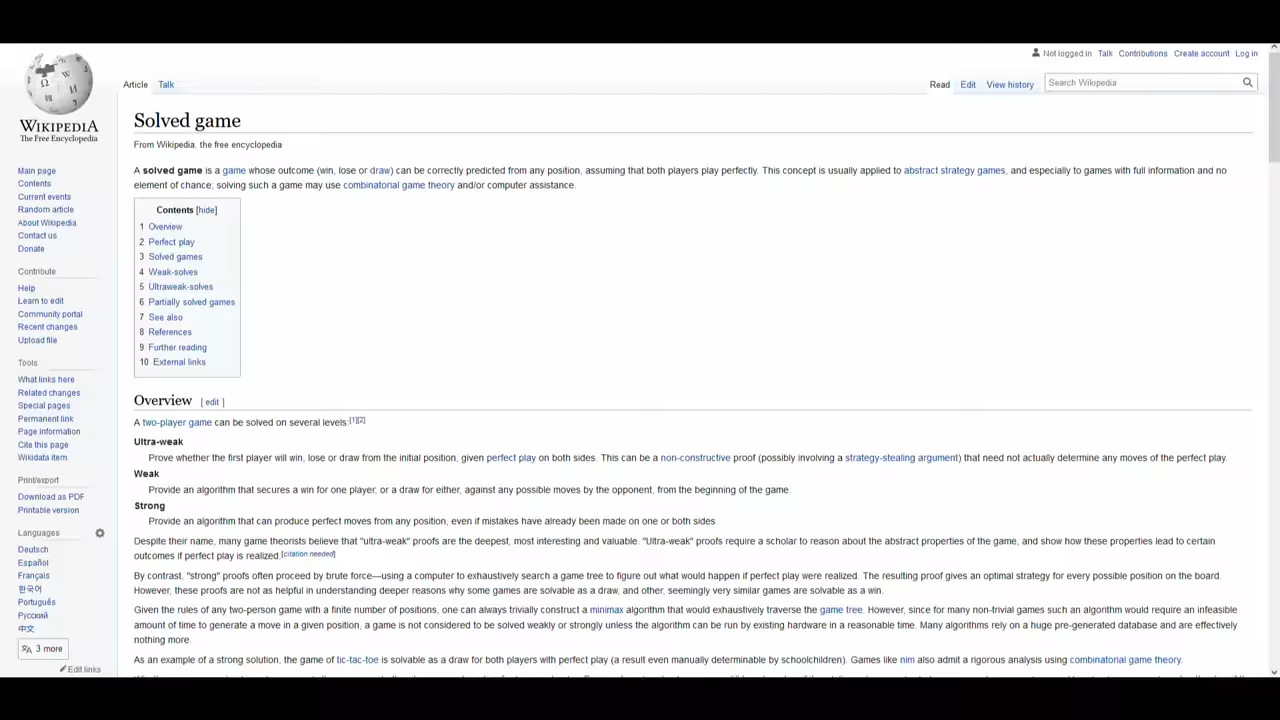 Not logged in Talk Contributions Create account Log in
Article Talk Read Edit View history Search Wikipedia
WIKIPEDIA
The Free Encyclopedia
Main page
Contents
Current events
Random article
About Wikipedia
Contact us
Donate
Contribute
Help
Learn to edit
Community portal
Recent changes
Upload file
Tools
What links here
Related changes
Special pages
Permanent link
Page information
Cite this page
Wikidata item
Print/export
Download as PDF
Printable version
Languages
Deutsch
Español
Français
한국어
Português
Русский
中文
3 more
Edit links
Solved game
From Wikipedia, the free encyclopedia
A solved game is a game whose outcome (win, lose or draw) can be correctly predicted from any position, assuming that both players play perfectly. This concept is usually applied to abstract strategy games, and especially to games with full information and no
element of chance; solving such a game may use combinatorial game theory and/or computer assistance.
Contents [hide]
1 Overview
2 Perfect play
3 Solved games
4 Weak-solves
5 Ultraweak-solves
6 Partially solved games
7 See also
8 References
9 Further reading
10 External links
Overview [ edit ]
A two-player game can be solved on several levels:[1][2]
Ultra-weak
Prove whether the first player will win, lose or draw from the initial position, given perfect play on both sides. This can be a non-constructive proof (possibly involving a strategy-stealing argument) that need not actually determine any moves of the perfect play.
Weak
Provide an algorithm that secures a win for one player, or a draw for either, against any possible moves by the opponent, from the beginning of the game.
Strong
Provide an algorithm that can produce perfect moves from any position, even if mistakes have already been made on one or both sides.
Despite their name, many game theorists believe that "ultra-weak" proofs are the deepest, most interesting and valuable. "Ultra-weak" proofs require a scholar to reason about the abstract properties of the game, and show how these properties lead to certain
outcomes if perfect play is realized.[citation needed]
By contrast, "strong" proofs often proceed by brute force—using a computer to exhaustively search a game tree to figure out what would happen if perfect play were realized. The resulting proof gives an optimal strategy for every possible position on the board.
However, these proofs are not as helpful in understanding deeper reasons why some games are solvable as a draw, and other, seemingly very similar games are solvable as a win.
Given the rules of any two-person game with a finite number of positions, one can always trivially construct a minimax algorithm that would exhaustively traverse the game tree. However, since for many non-trivial games such an algorithm would require an infeasible
amount of time to generate a move in a given position, a game is not considered to be solved weakly or strongly unless the algorithm can be run by existing hardware in a reasonable time. Many algorithms rely on a huge pre-generated database and are effectively
nothing more.
As an example of a strong solution, the game of tic-tac-toe is solvable as a draw for both players with perfect play (a result even manually determinable by schoolchildren). Games like nim also admit a rigorous analysis using combinatorial game theory.